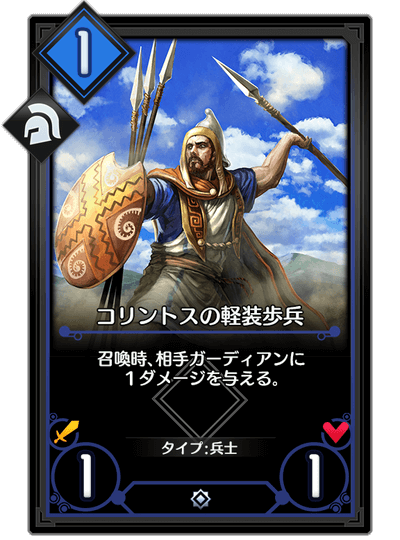 1
コリントスの軽装歩兵
召喚時、相手ガーディアンに
1ダメージを与える。
タイプ:兵士
1
1